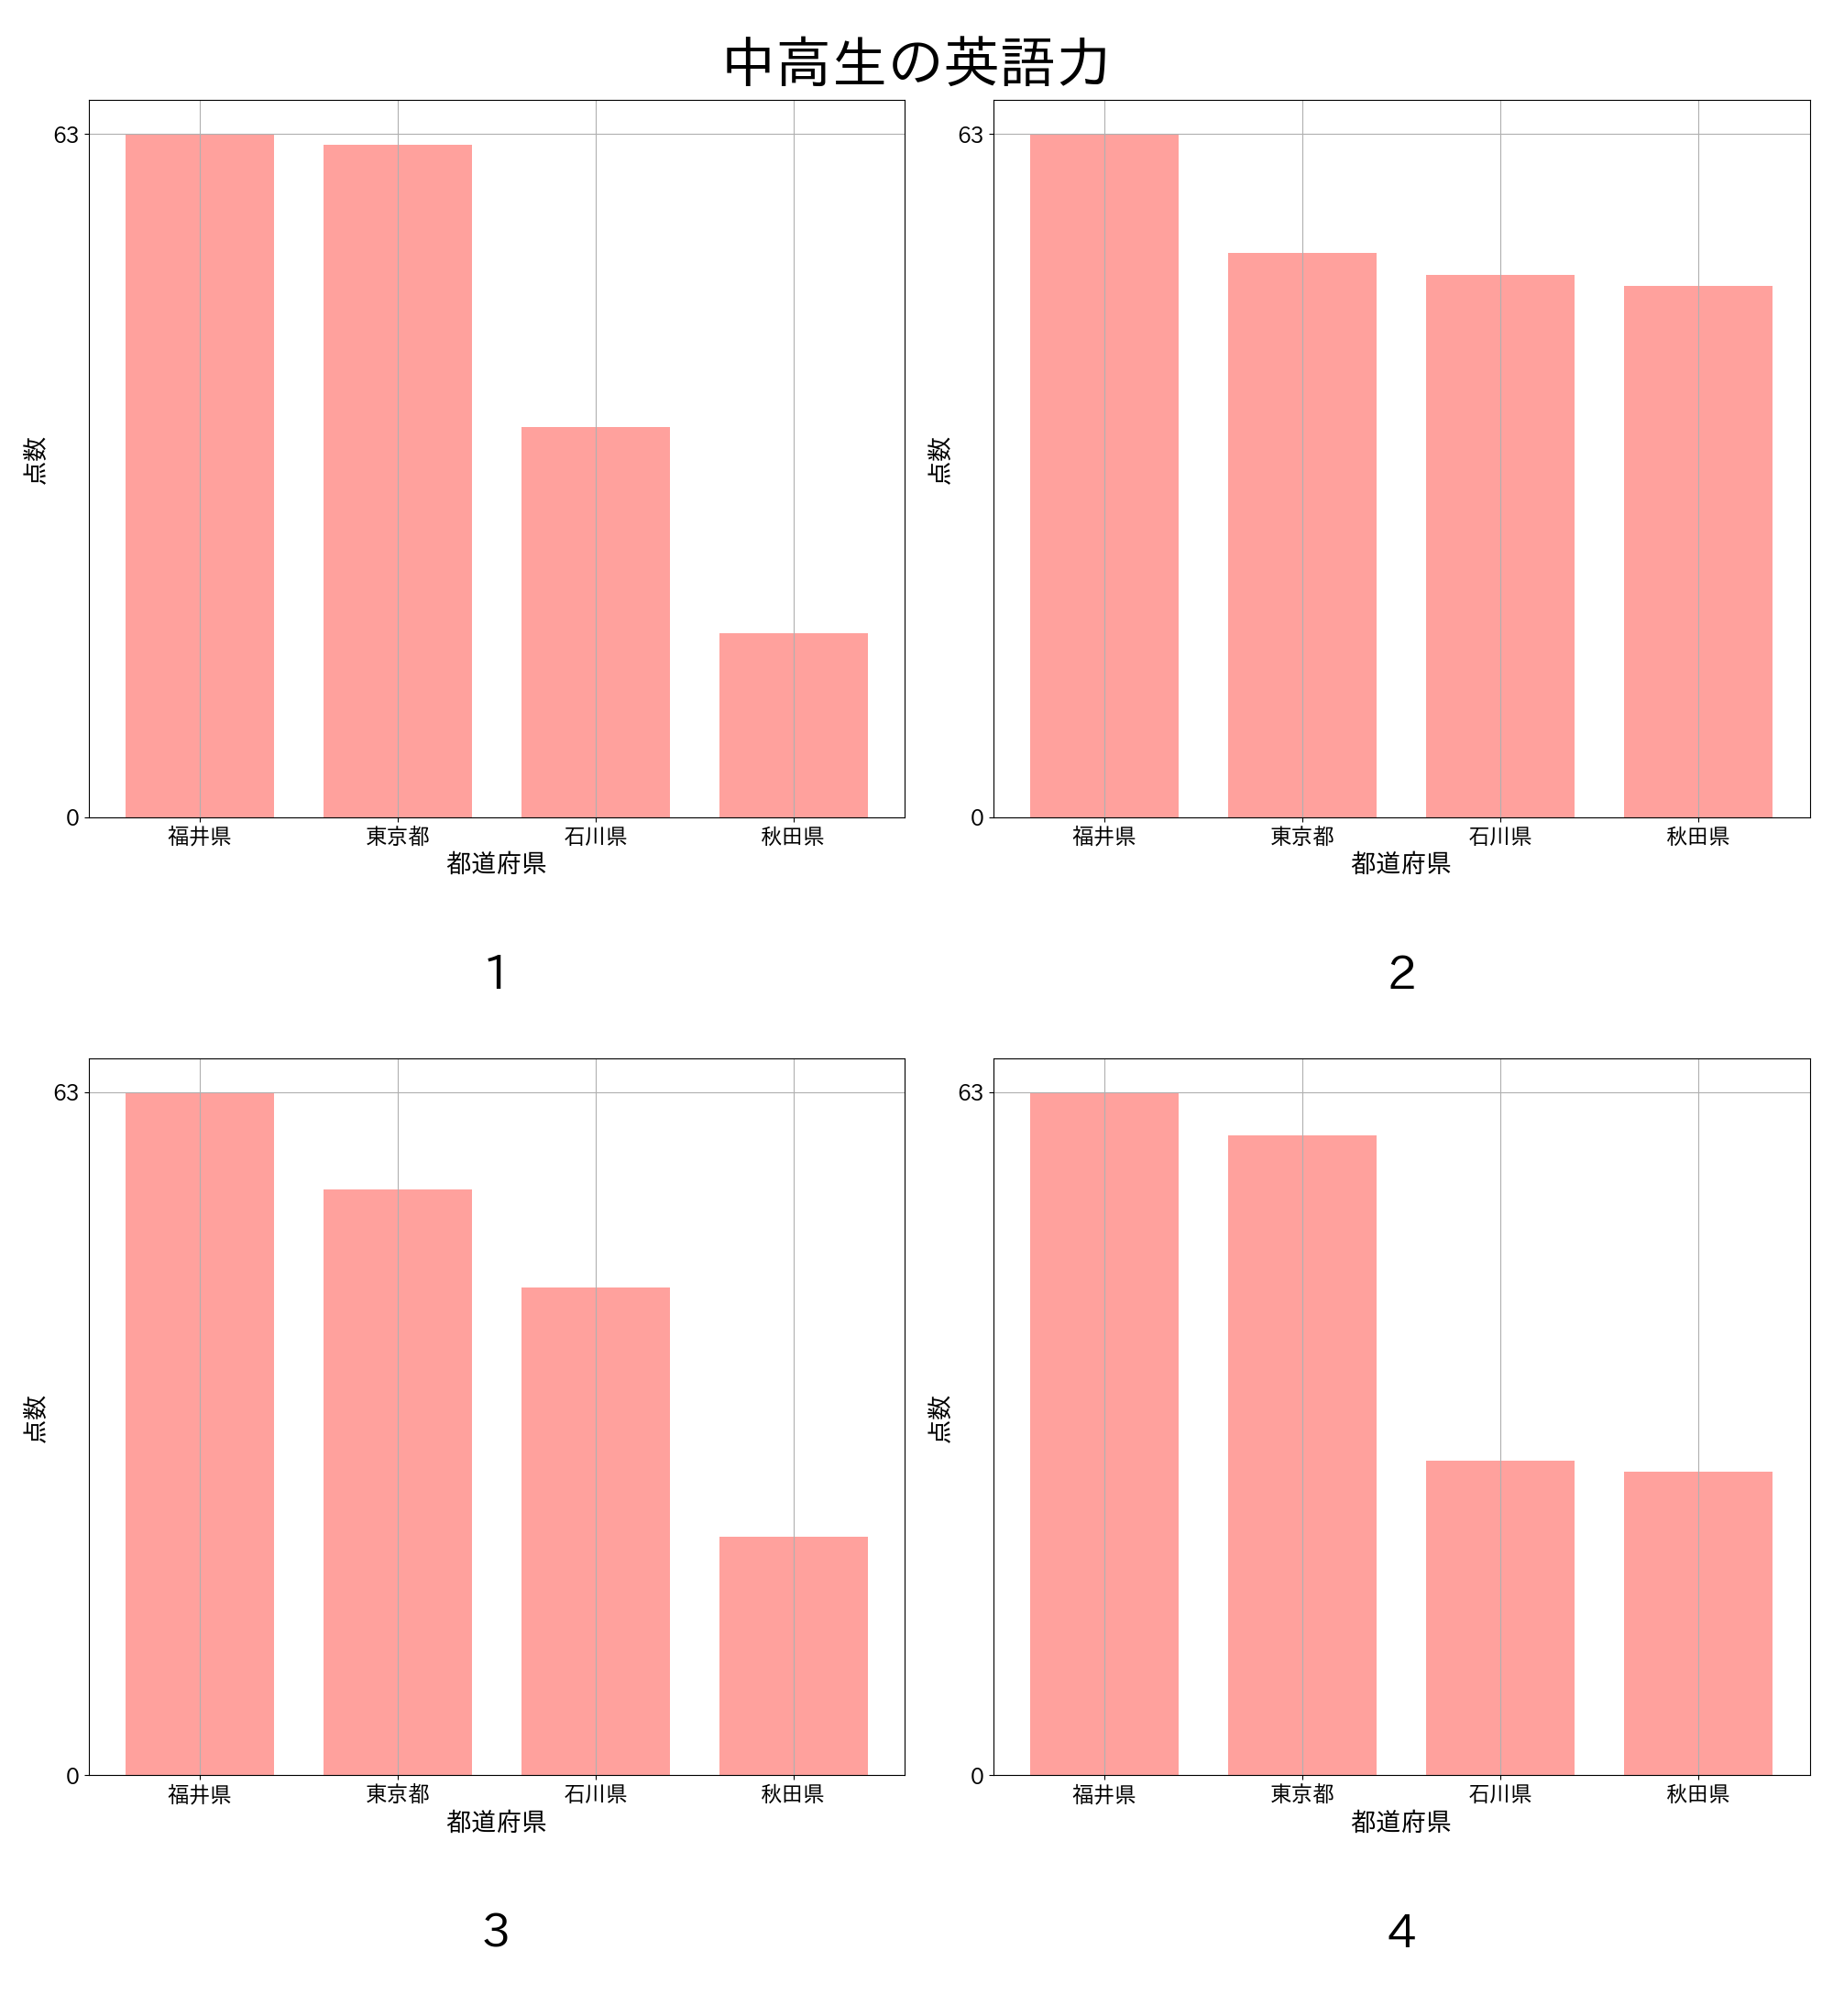 中高生の英語力
63
0
点数
福井県 東京都 石川県 秋田県
都道府県
1
63
0
点数
福井県 東京都 石川県 秋田県
都道府県
2
63
0
点数
福井県 東京都 石川県 秋田県
都道府県
3
63
0
点数
福井県 東京都 石川県 秋田県
都道府県
4